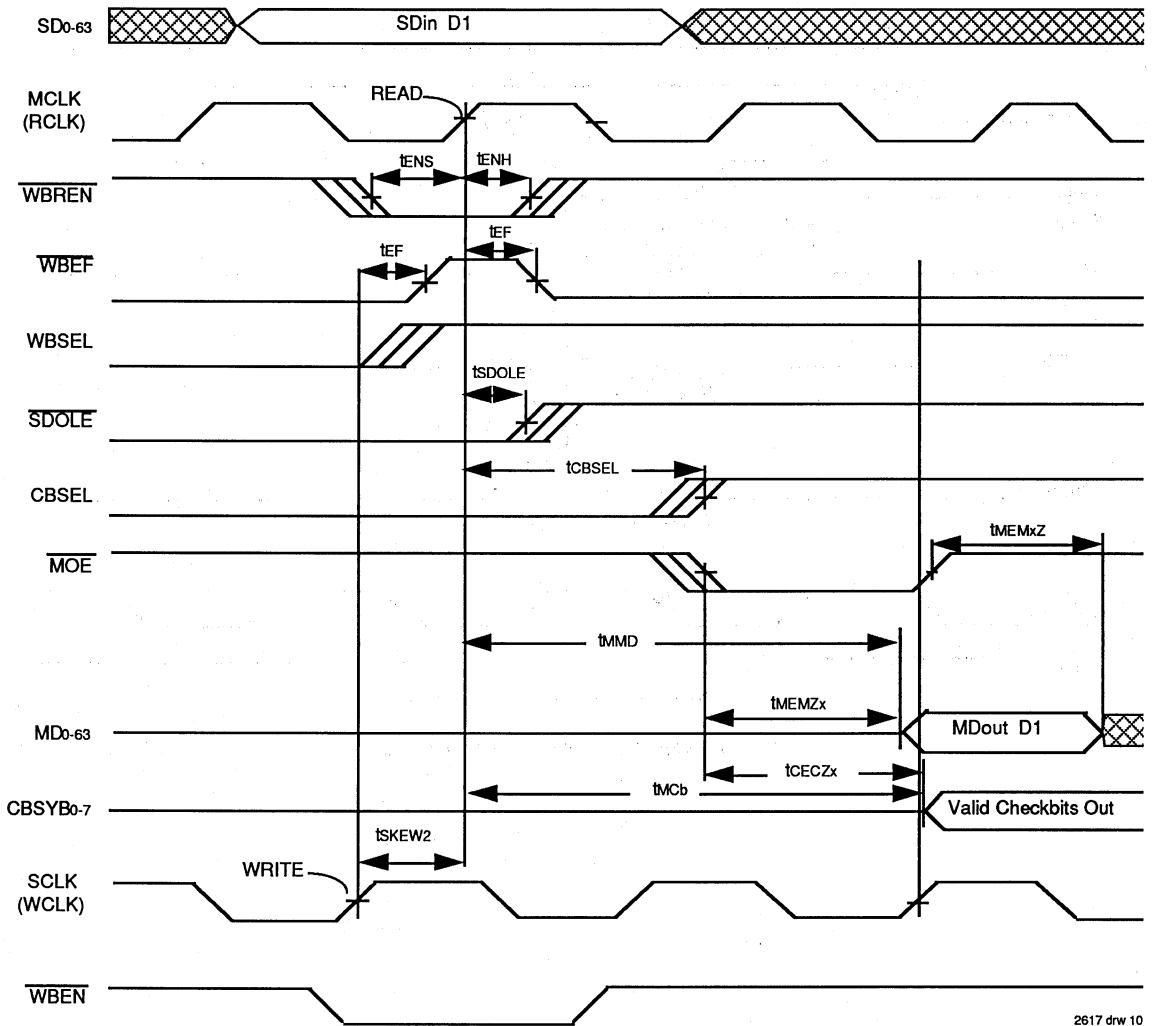 SD0-63
SDin D1
MCLK
(RCLK)
READ
WBREN
tENS
tENH
WBEF
tEF
tEF
WBSEL
tSDOLE
SDOLE
tCBSEL
CBSEL
tMEMxZ
MOE
tMMD
tMEMZx
MD0-63
MDout D1
tCECZx
tMCb
CBSYB0-7
Valid Checkbits Out
tSKEW2
WRITE
SCLK
(WCLK)
WBEN
2617 drw 10